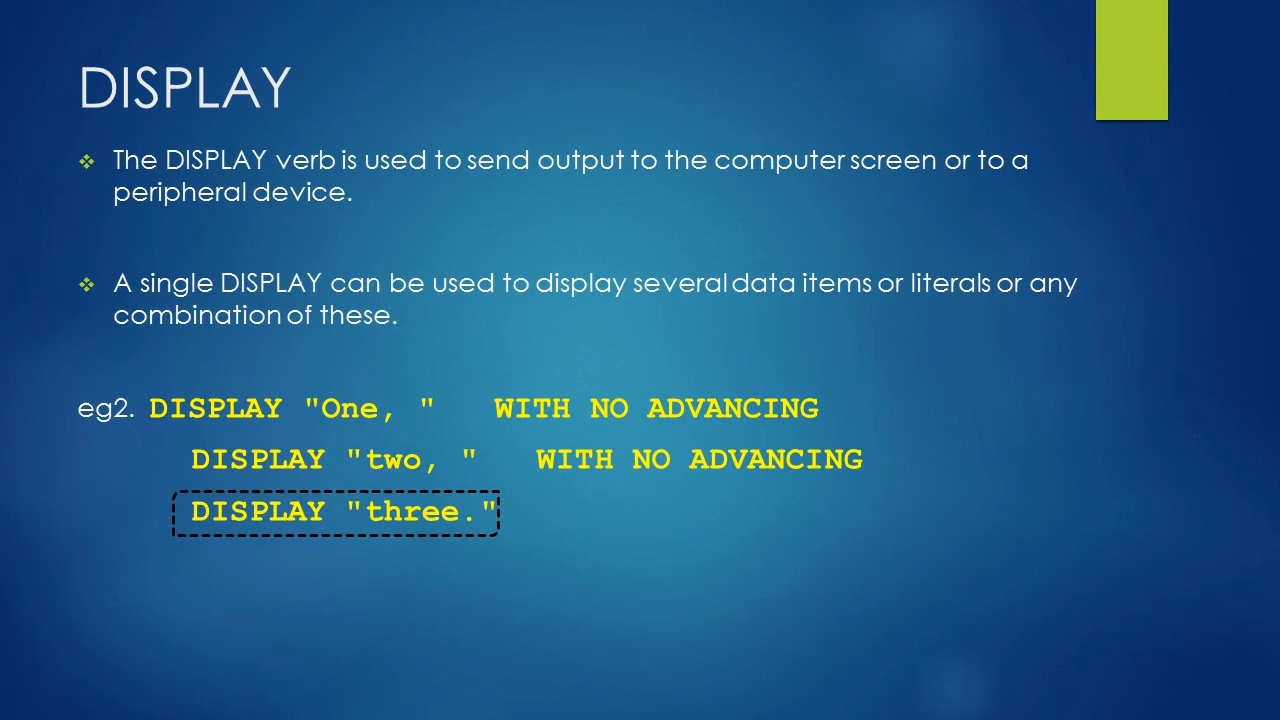 DISPLAY
The DISPLAY verb is used to send output to the computer screen or to a
peripheral device.
A single DISPLAY can be used to display several data items or literals or any
combination of these.
eg2. DISPLAY "One, " WITH NO ADVANCING
DISPLAY "two, " WITH NO ADVANCING
DISPLAY "three."